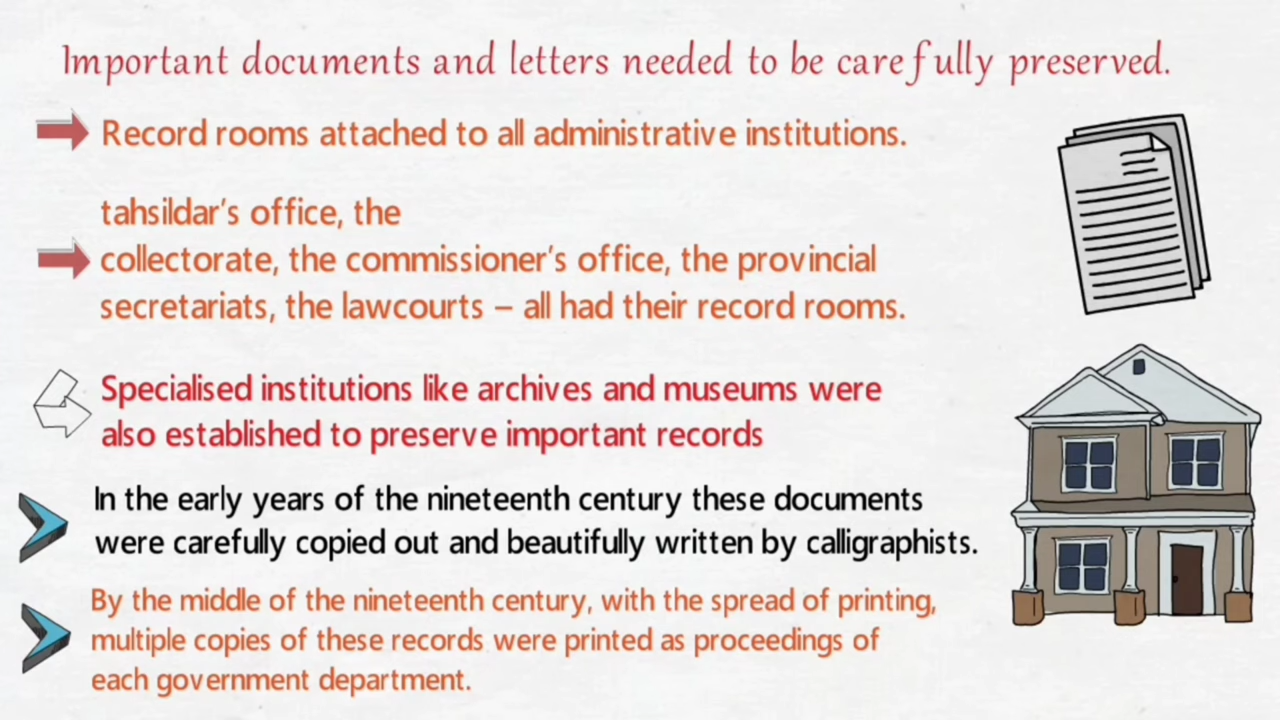 Important documents and letters needed to be carefully preserved.
Record rooms attached to all administrative institutions.
tahsildar's office, the
collectorate, the commissioner's office, the provincial
secretariats, the lawcourts – all had their record rooms.
Specialised institutions like archives and museums were
also established to preserve important records
In the early years of the nineteenth century these documents
were carefully copied out and beautifully written by calligraphists.
By the middle of the nineteenth century, with the spread of printing,
multiple copies of these records were printed as proceedings of
each government department.